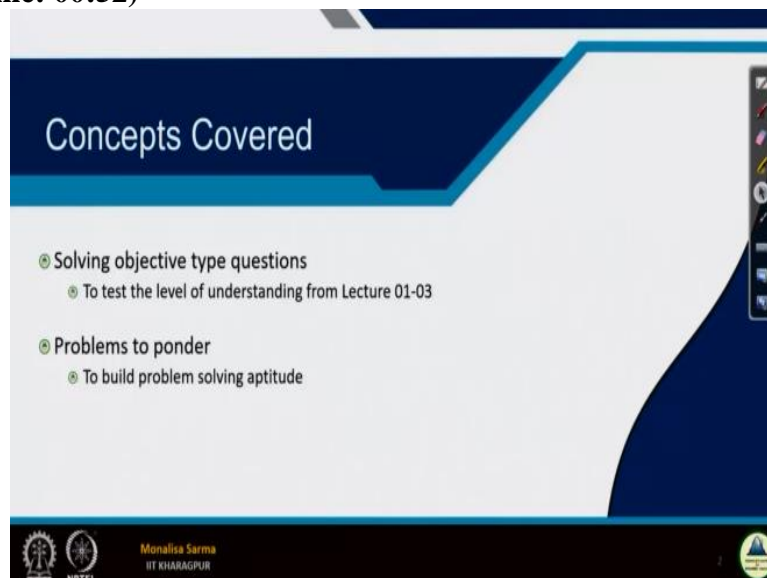 Concepts Covered
Solving objective type questions
To test the level of understanding from Lecture 01-03
Problems to ponder
To build problem solving aptitude
Monalisa Sarma
IIT KHARAGPUR
2